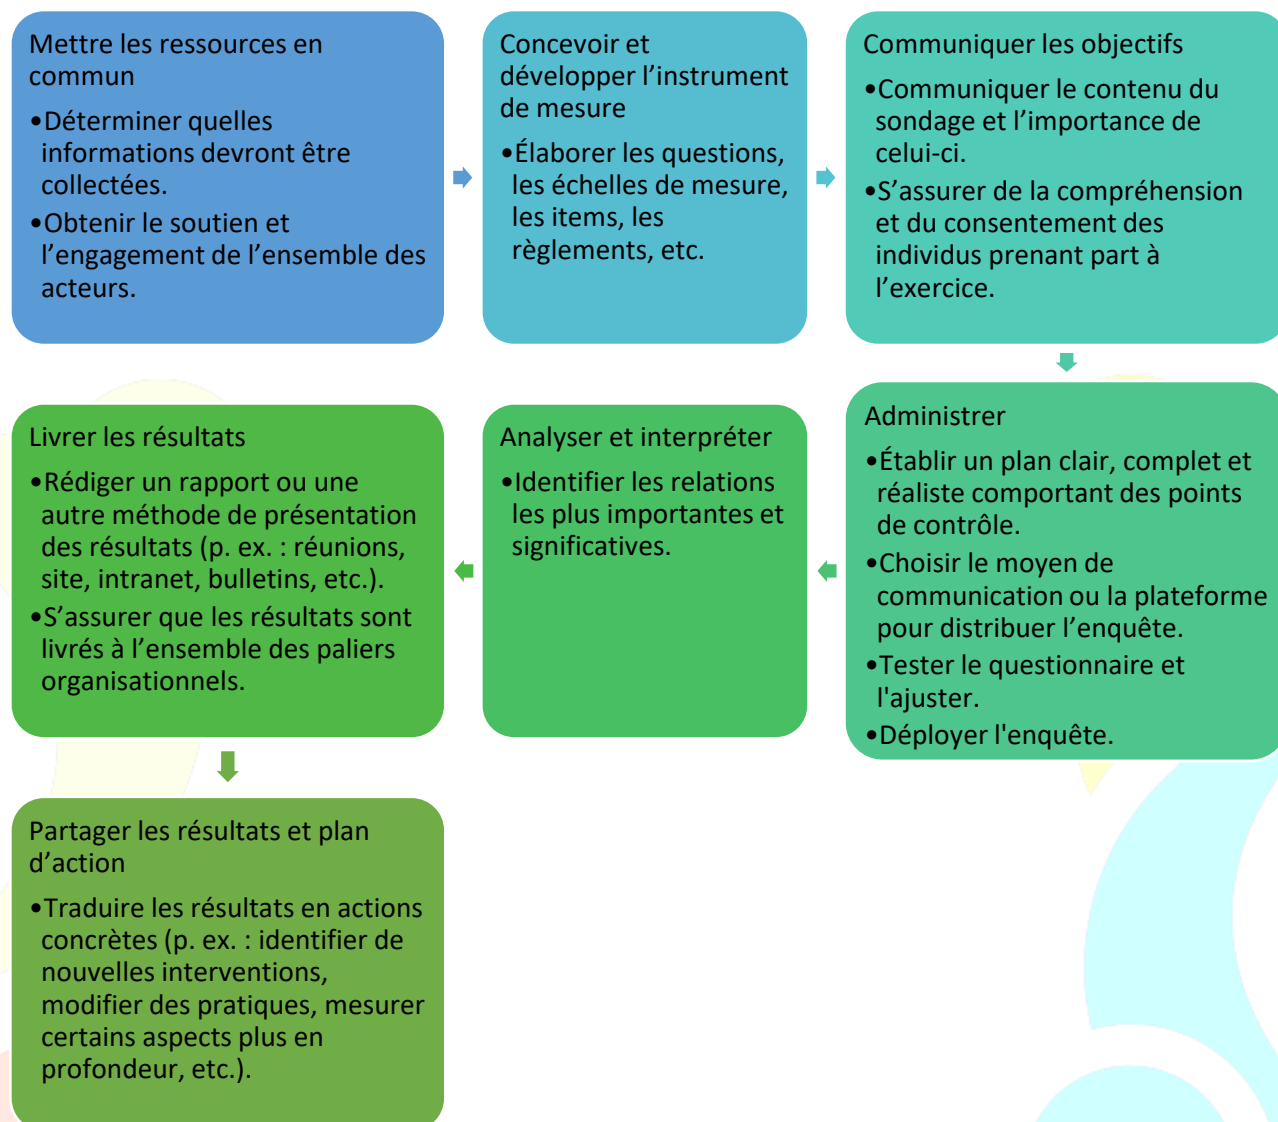 Mettre les ressources en
commun
•Déterminer quelles
informations devront être
collectées.
•Obtenir le soutien et
l’engagement de l’ensemble des
acteurs.
Concevoir et
développer l’instrument
de mesure
•Élaborer les questions,
les échelles de mesure,
les items, les
règlements, etc.
Communiquer les objectifs
•Communiquer le contenu du
sondage et l’importance de
celui-ci.
•S’assurer de la compréhension
et du consentement des
individus prenant part à
l’exercice.
Administrer
•Établir un plan clair, complet et
réaliste comportant des points
de contrôle.
•Choisir le moyen de
communication ou la plateforme
pour distribuer l’enquête.
•Tester le questionnaire et
l'ajuster.
•Déployer l'enquête.
Analyser et interpréter
•Identifier les relations
les plus importantes et
significatives.
Livrer les résultats
•Rédiger un rapport ou une
autre méthode de présentation
des résultats (p. ex. : réunions,
site, intranet, bulletins, etc.).
•S’assurer que les résultats sont
livrés à l’ensemble des paliers
organisationnels.
Partager les résultats et plan
d’action
•Traduire les résultats en actions
concrètes (p. ex. : identifier de
nouvelles interventions,
modifier des pratiques, mesurer
certains aspects plus en
profondeur, etc.).